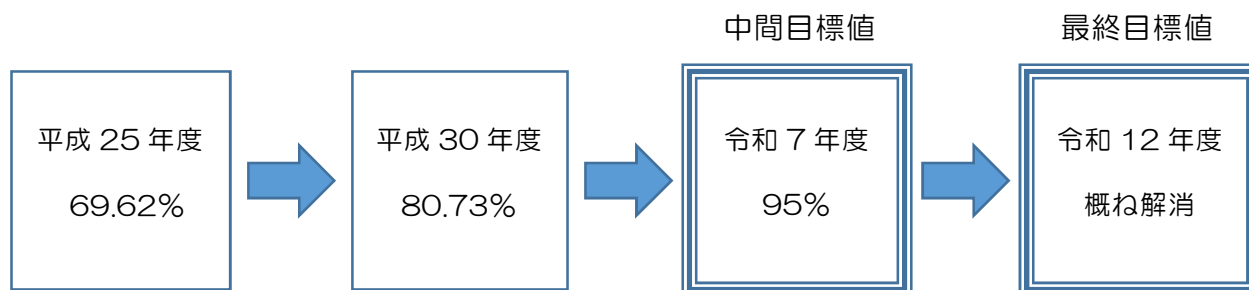 中間目標値
最終目標値
平成 25 年度
69.62%
平成 30 年度
80.73%
令和 7 年度
95%
令和 12 年度
概ね解消